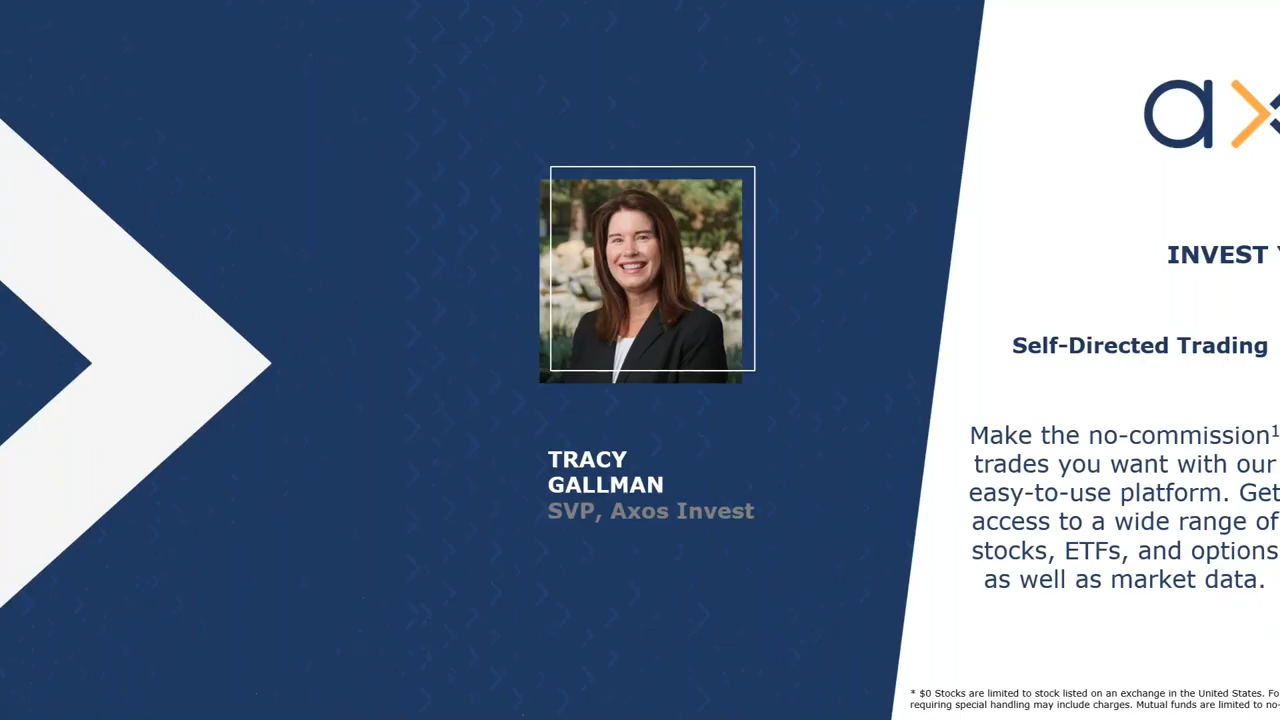 TRACY
GALLMAN
SVP, Axos Invest
ax
INVEST
Self-Directed Trading
Make the no-commission¹
trades you want with our
easy-to-use platform. Get
access to a wide range of
stocks, ETFs, and options
as well as market data.
* $0 Stocks are limited to stock listed on an exchange in the United States. Fo
requiring special handling may include charges. Mutual funds are limited to no-